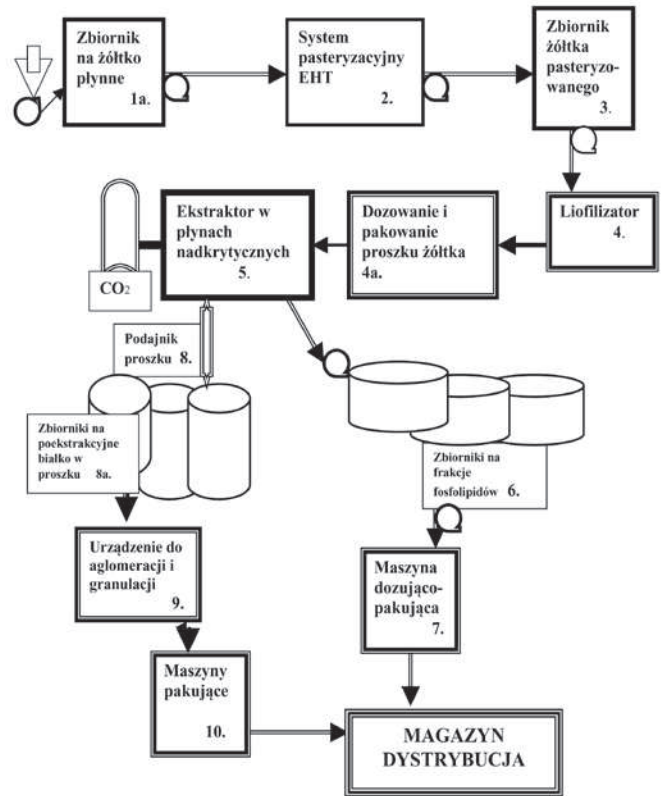 Zbiornik
na żółtko
płynne
1a.
System
pasteryzacyjny
EHT
2.
Zbiornik
żółtka
pasteryzo-
wanego
3.
Liofilizator
4.
Dozowanie i
pakowanie
proszku żółtka
4a.
Ekstraktor w
płynach
nadkrytycznych
5.
CO2
Podajnik
proszku 8.
Zbiorniki na
poekstrakcyjne
białko w
proszku 8a.
Zbiorniki na
frakcje 6.
fosfolipidów
Urządzenie do
aglomeracji i
granulacji
9.
Maszyna
dozująco-
pakująca
7.
Maszyny
pakujące
10.
MAGAZYN
DYSTRYBUCJA